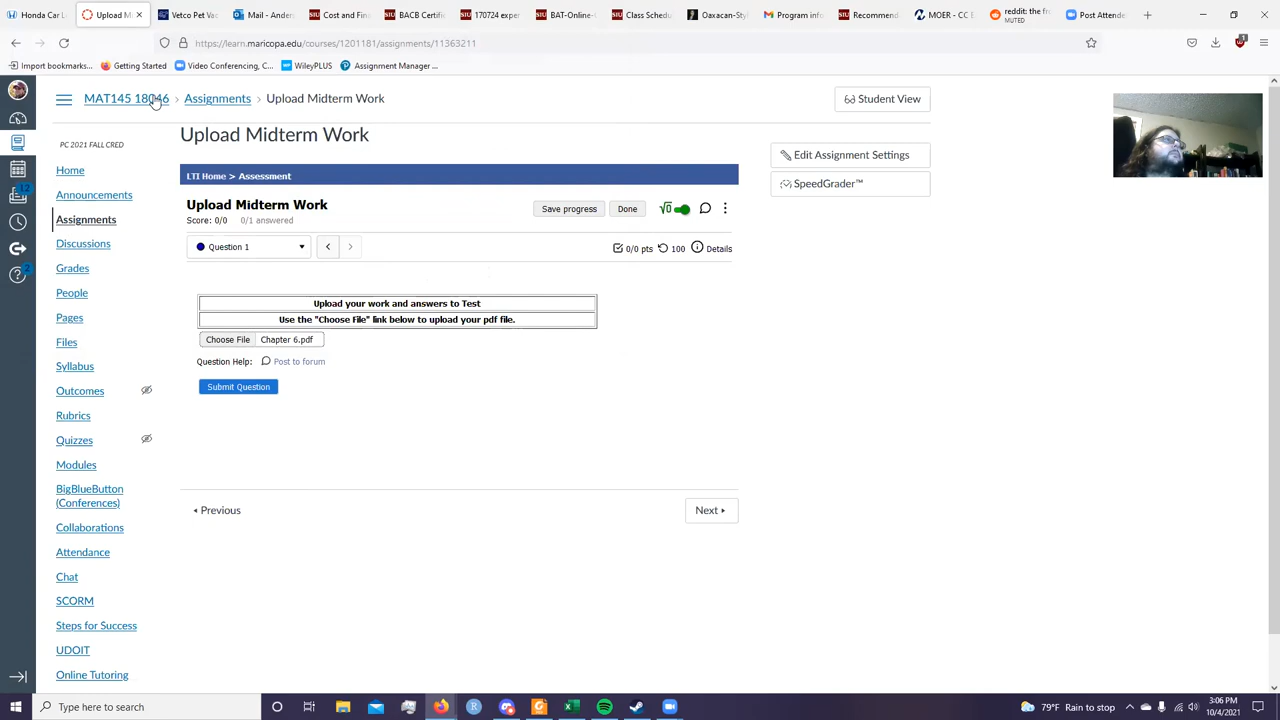 Honda Car
Upload Mi
Vetco Pet
Mail - Ander
Cost and Fin
BACB Certific
170724 exper
BAT-Online
Class Schedu
Oaxacan-Sty
Program info
Recommend
MOER - CC E
reddit: the fr
MUTED
Post Attende
https://learn.maricopa.edu/courses/1201181/assignments/11363211
Import bookmarks...
Getting Started
Video Conferencing, C...
WileyPLUS
Assignment Manager ...
MAT145 18046 > Assignments > Upload Midterm Work
Student View
PC 2021 FALL CRED
Home
Announcements
Assignments
Discussions
Grades
People
Pages
Files
Syllabus
Outcomes
Rubrics
Quizzes
Modules
BigBlueButton
(Conferences)
Collaborations
Attendance
Chat
SCORM
Steps for Success
UDOIT
Online Tutoring
12
2
Upload Midterm Work
LTI Home > Assessment
Upload Midterm Work
Score: 0/0 0/1 answered
Save progress
Done
√0
Question 1
0/0 pts
100
Details
Upload your work and answers to Test
Use the "Choose File" link below to upload your pdf file.
Choose File Chapter 6.pdf
Question Help: Post to forum
Submit Question
Previous
Next
Edit Assignment Settings
SpeedGrader™
Type here to search
79°F Rain to stop
3:06 PM
10/4/2021